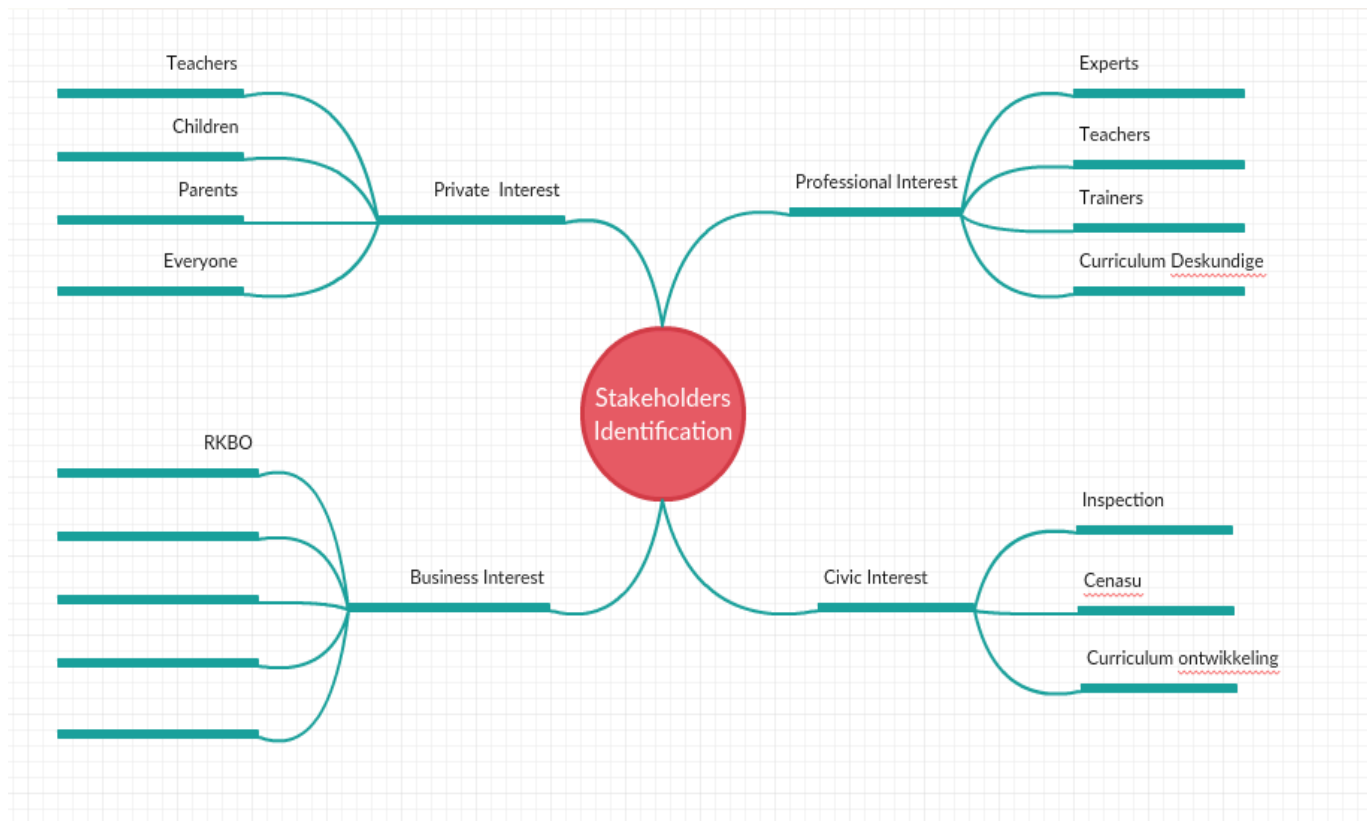 Teachers
Children
Parents
Everyone
Private  Interest
Professional Interest
Experts
Teachers
Trainers
Curriculum Deskundige
Stakeholders
Identification
RKBO
Business Interest
Civic Interest
Inspection
Cenasu
Curriculum ontwikkeling